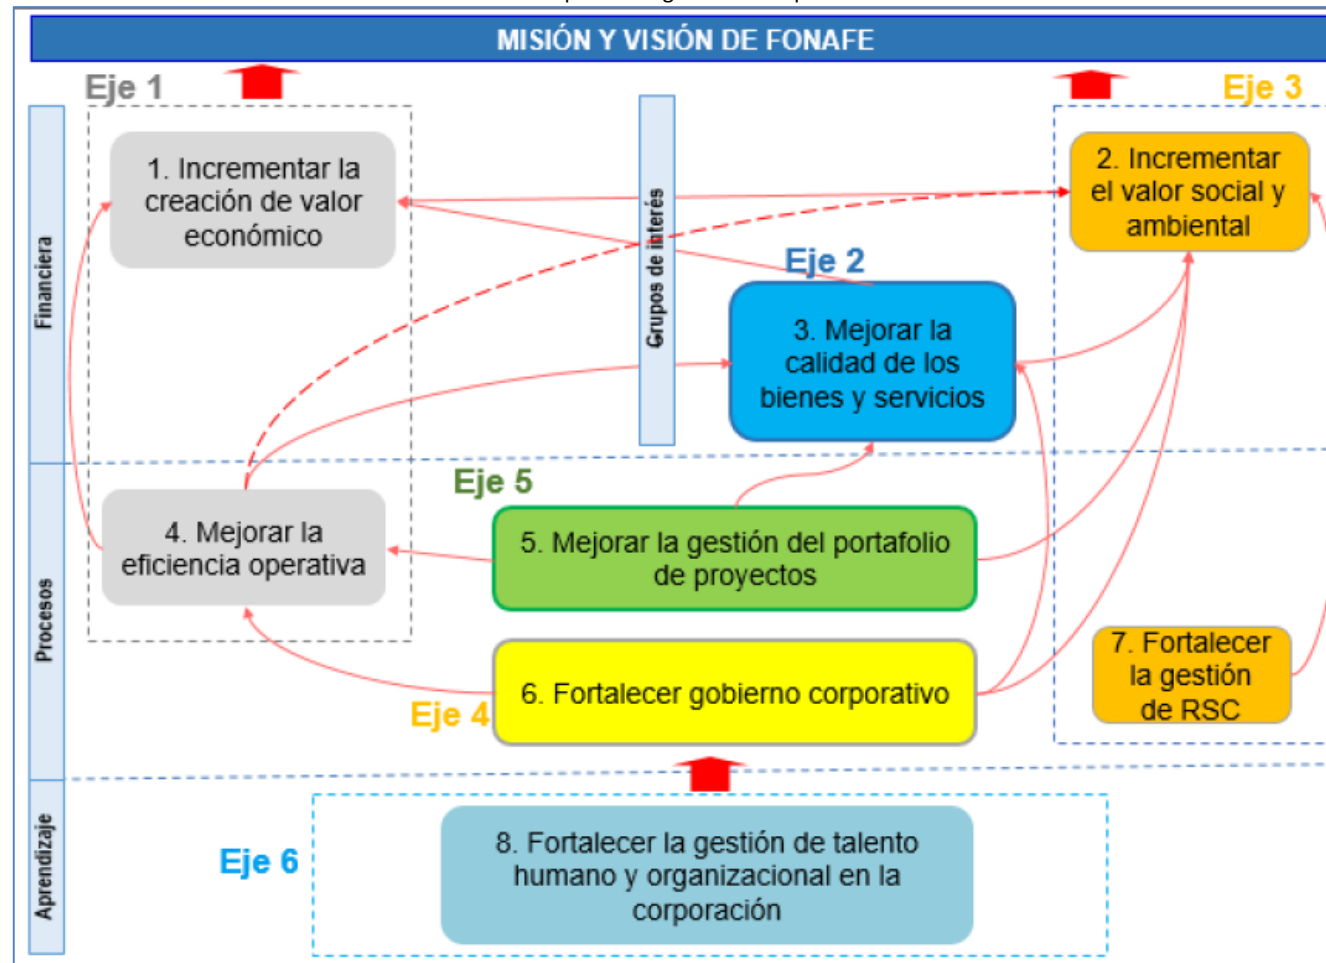 MISIÓN Y VISIÓN DE FONAFE
Eje 1
Eje 3
Financiera
1. Incrementar la
creación de valor
económico
Grupos de interés
2. Incrementar
el valor social y
ambiental
Eje 2
3. Mejorar la
calidad de los
bienes y servicios
Procesos
Eje 5
4. Mejorar la
eficiencia operativa
5. Mejorar la gestión del portafolio
de proyectos
6. Fortalecer gobierno corporativo
Eje 4
7. Fortalecer
la gestión
de RSC
Aprendizaje
Eje 6
8. Fortalecer la gestión de talento
humano y organizacional en la
corporación